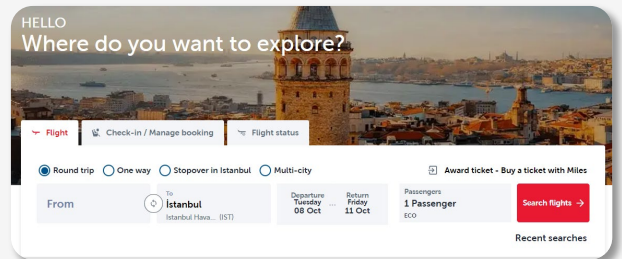 HELLO
Where do you want to explore?
Flight
Check-in / Manage booking
Flight status
Round trip
One way
Stopover in Istanbul
Multi-city
Award ticket - Buy a ticket with Miles
From
To
İstanbul
Istanbul Hava... (IST)
Departure
Tuesday
08 Oct
...
Return
Friday
11 Oct
Passengers
1 Passenger
ECO
Search flights →
Recent searches